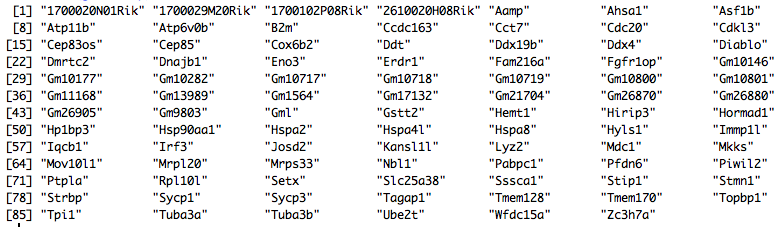 [1] "1700020N01Rik" "1700029M20Rik" "1700102P08Rik" "2610020H08Rik" "Aamp" "Ahsa1" "Asf1b"
[8] "Atp11b" "Atp6v0b" "B2m" "Ccdc163" "Cct7" "Cdc20" "Cdkl3"
[15] "Cep83os" "Cep85" "Cox6b2" "Ddt" "Ddx19b" "Ddx4" "Diablo"
[22] "Dmrtc2" "Dnajb1" "Eno3" "Erdr1" "Fam216a" "Fgfr1op" "Gm10146"
[29] "Gm10177" "Gm10282" "Gm10717" "Gm10718" "Gm10719" "Gm10800" "Gm10801"
[36] "Gm11168" "Gm13989" "Gm1564" "Gm17132" "Gm21704" "Gm26870" "Gm26880"
[43] "Gm26905" "Gm9803" "Gml" "Gstt2" "Hemt1" "Hirip3" "Hormad1"
[50] "Hp1bp3" "Hsp90aa1" "Hspa2" "Hspa4l" "Hspa8" "Hyls1" "Immp1l"
[57] "Iqcb1" "Irf3" "Josd2" "Kansl1l" "Lyz2" "Mdc1" "Mkks"
[64] "Mov10l1" "Mrpl20" "Mrps33" "Nbl1" "Pabpc1" "Pfdn6" "Piwil2"
[71] "Ptpla" "Rpl10l" "Setx" "Slc25a38" "Sssca1" "Stip1" "Stmn1"
[78] "Strbp" "Sycp1" "Sycp3" "Tagap1" "Tmem128" "Tmem170" "Topbp1"
[85] "Tpi1" "Tuba3a" "Tuba3b" "Ube2t" "Wfdc15a" "Zc3h7a"